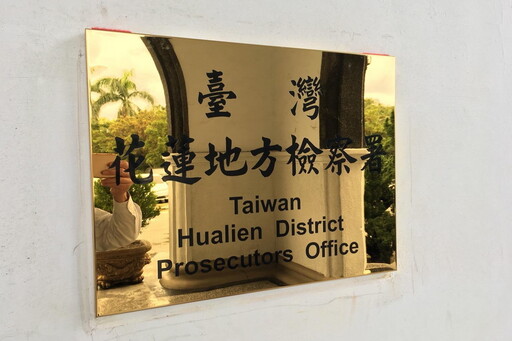 臺灣
花蓮地方檢察署
Taiwan
Hualien District
Prosecutors Office